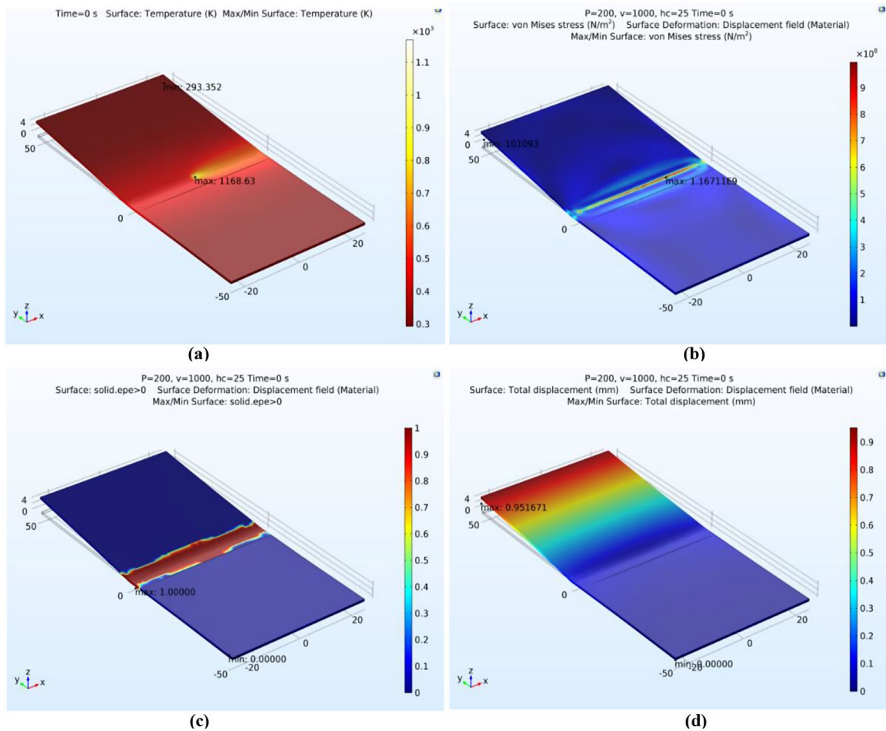 Time=0 s   Surface: Temperature (K)  Max/Min Surface: Temperature (K)
×10³
1.1
1
0.9
0.8
0.7
0.6
0.5
0.4
0.3
min: 293.352
max: 1168.63
4
0
50
0
-50
-20
0
20
y z x
(a)
P=200, v=1000, hc=25 Time=0 s
Surface: von Mises stress (N/m²)    Surface Deformation: Displacement field (Material)
Max/Min Surface: von Mises stress (N/m²)
×10⁸
9
8
7
6
5
4
3
2
1
min: 101093
max: 1.16711E9
4
0
50
0
-50
-20
0
20
y z x
(b)
P=200, v=1000, hc=25 Time=0 s
Surface: solid.epe>0    Surface Deformation: Displacement field (Material)
Max/Min Surface: solid.epe>0
1
0.9
0.8
0.7
0.6
0.5
0.4
0.3
0.2
0.1
0
4
0
50
0
max: 1.00000
min: 0.00000
-50
-20
0
20
y z x
(c)
P=200, v=1000, hc=25 Time=0 s
Surface: Total displacement (mm)    Surface Deformation: Displacement field (Material)
Max/Min Surface: Total displacement (mm)
0.9
0.8
0.7
0.6
0.5
0.4
0.3
0.2
0.1
0
4
0
max: 0.951671
50
0
min: 0.00000
-50
-20
0
20
y z x
(d)